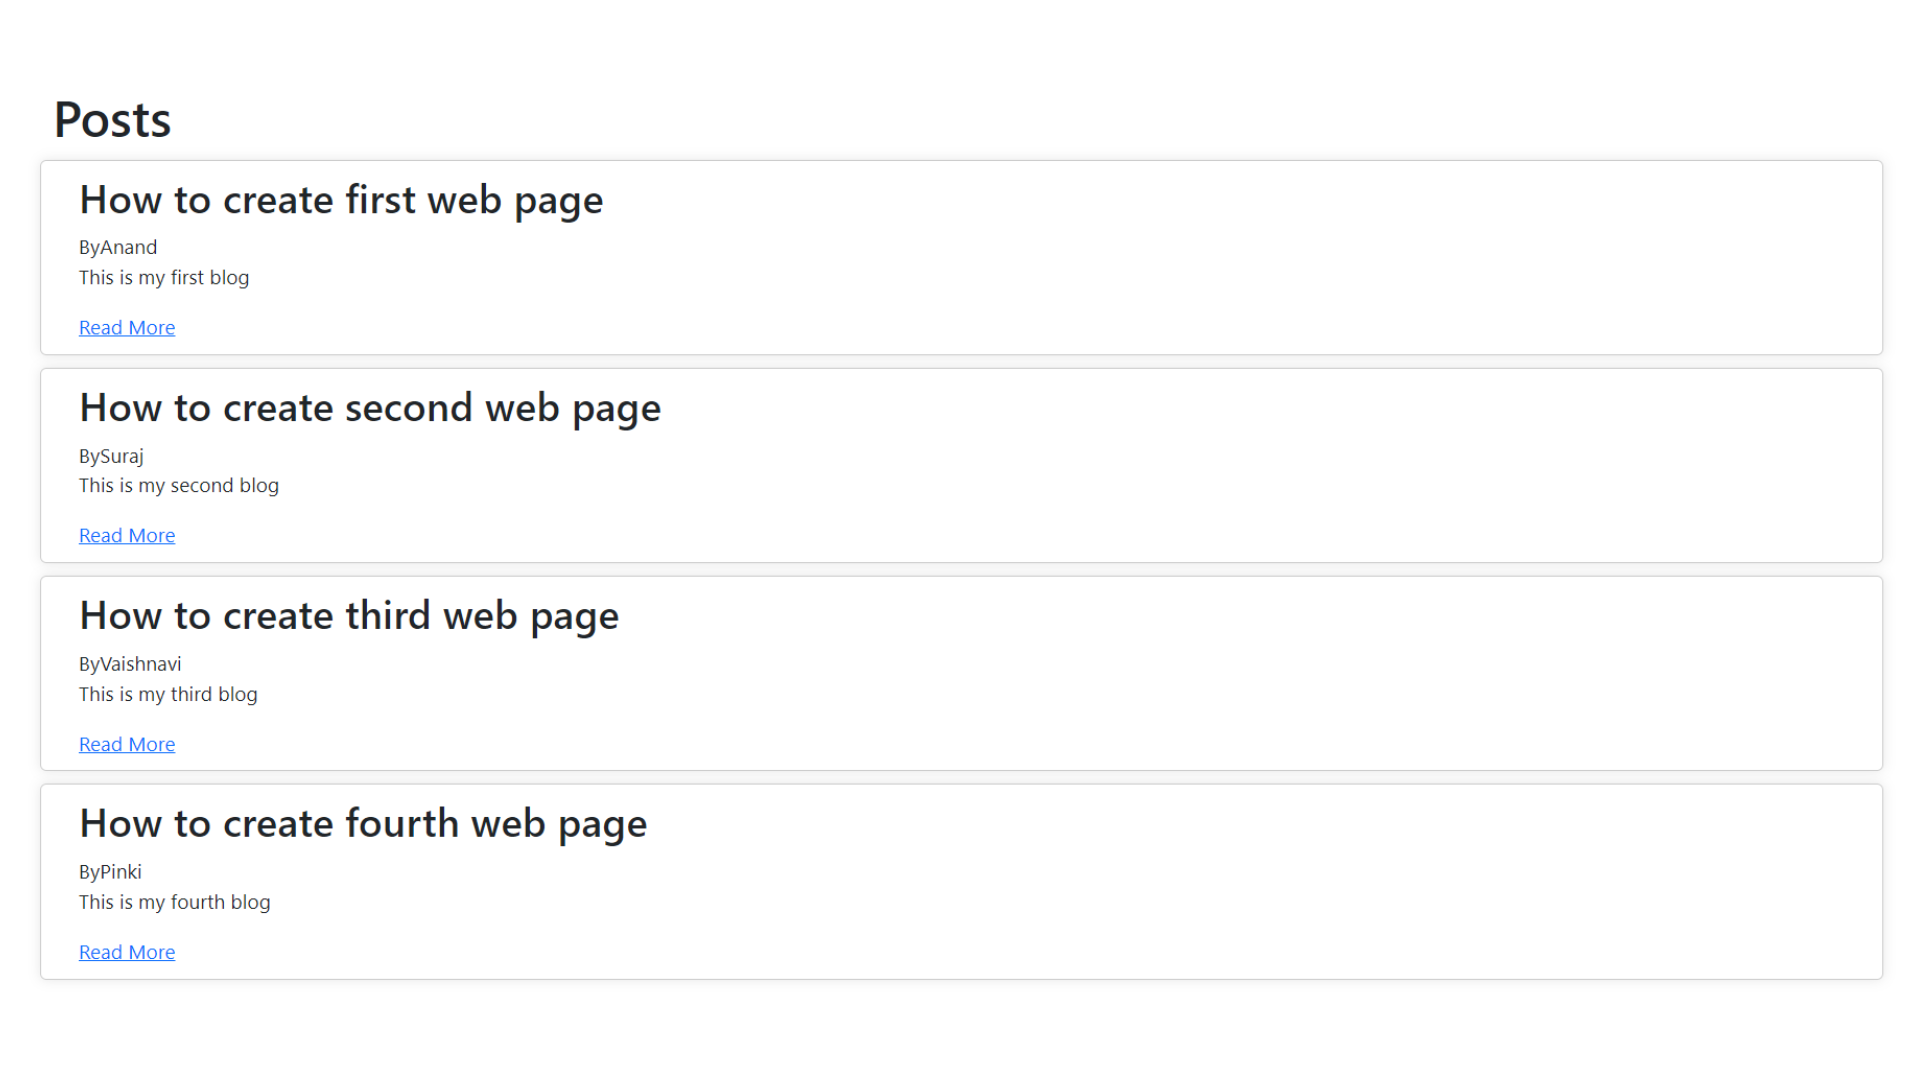 Posts
How to create first web page
ByAnand
This is my first blog
Read More
How to create second web page
BySuraj
This is my second blog
Read More
How to create third web page
ByVaishnavi
This is my third blog
Read More
How to create fourth web page
ByPinki
This is my fourth blog
Read More